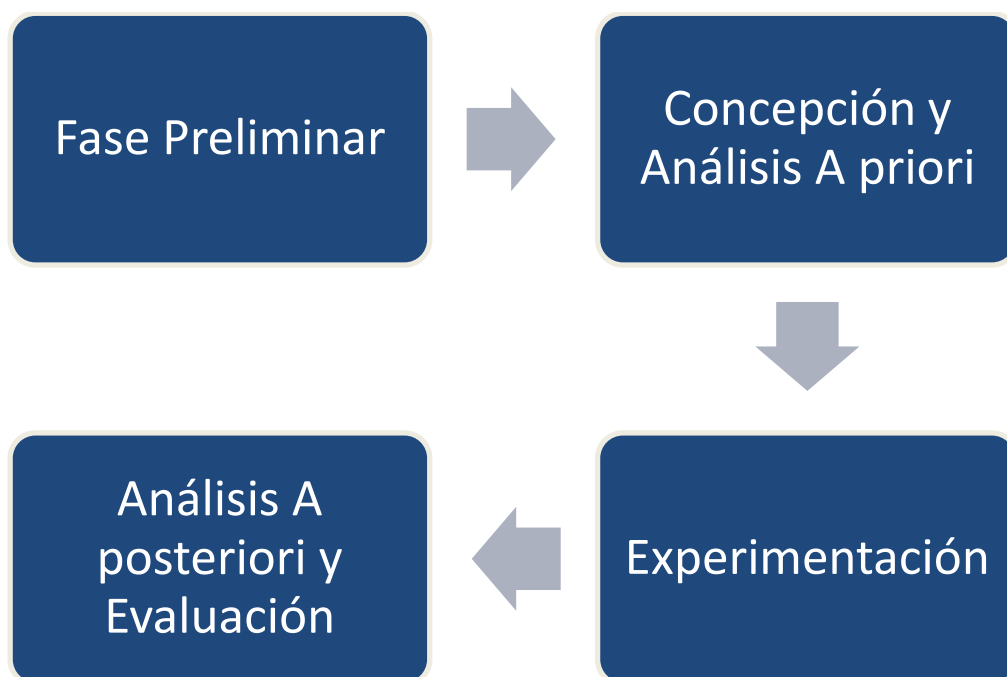 Fase Preliminar
Concepción y
Análisis A priori
Experimentación
Análisis A
posteriori y
Evaluación